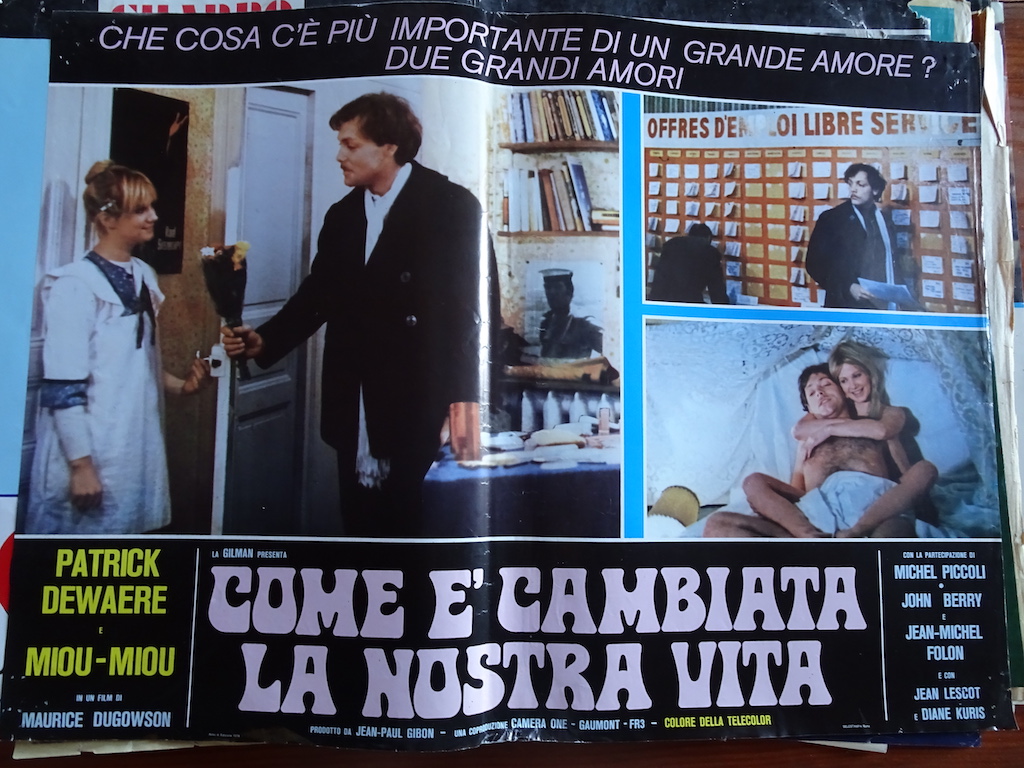 CHE COSA C'È PIÙ IMPORTANTE DI UN GRANDE AMORE ?
DUE GRANDI AMORI
OFFRES D'EMPLOI LIBRE SERVICE
PATRICK
DEWAERE
E
MIOU-MIOU
IN UN FILM DI
MAURICE DUGOWSON
LA GILMAN PRESENTA
COME E' CAMBIATA
LA NOSTRA VITA
PRODOTTO DA JEAN-PAUL GIBON - UNA COPRODUZIONE CAMERA ONE - GAUMONT - FR3 - COLORE DELLA TELECOLOR
CON LA PARTECIPAZIONE DI
MICHEL PICCOLI
•
JOHN BERRY
E
JEAN-MICHEL
FOLON
E CON
JEAN LESCOT
E DIANE KURIS